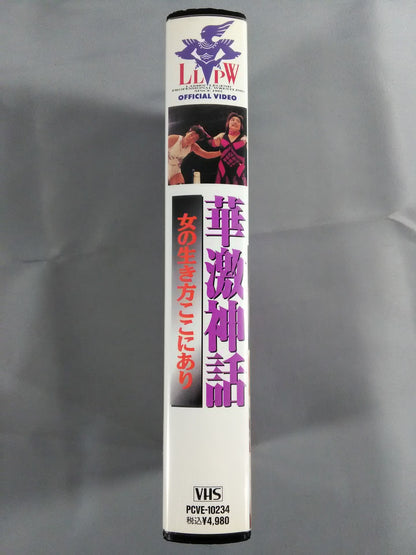 LLPW
LADIES LEGEND
PRO-WRESTLING
OFFICIAL VIDEO
華激神話
女の生き方ここにあり
VHS
PCVE-10234
税込¥4,980